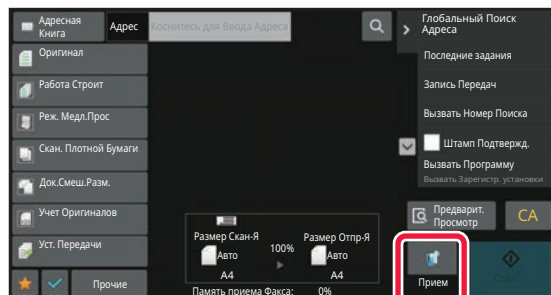 Адресная
Книга
Адрес
Коснитесь для Ввода Адреса
Глобальный Поиск
Адреса
Оригинал
Последние задания
Работа Строит
Запись Передач
Реж. Медл.Прос
Вызвать Номер Поиска
Скан. Плотной Бумаги
Штамп Подтвержд.
Вызвать Программу
Вызвать Зарегистр. установки
Док.Смеш.Разм.
Учет Оригиналов
Предварит.
Просмотр
CA
Уст. Передачи
Размер Скан-Я
100%
Размер Отпр-Я
Авто
Авто
A4
A4
Прочие
Память приема Факса: 0%
Прием
Старт